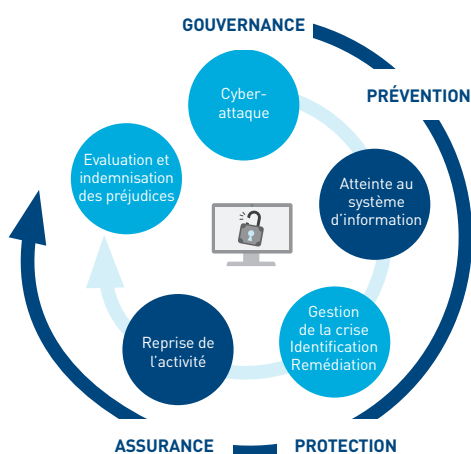 GOUVERNANCE
Cyber-
attaque
PRÉVENTION
Evaluation et
indemnisation
des préjudices
Atteinte au
système
d'information
Gestion
de la crise
Identification
Remédiation
Reprise de
l'activité
ASSURANCE
PROTECTION